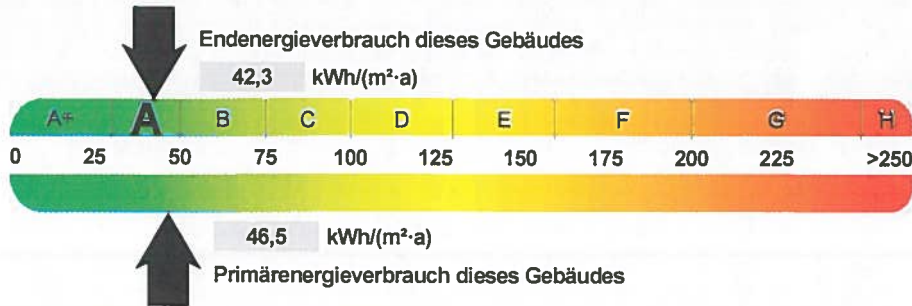 Endenergieverbrauch dieses Gebäudes
42,3 kWh/(m²·a)
A+ A B C D E F G H
0 25 50 75 100 125 150 175 200 225 >250
46,5 kWh/(m²·a)
Primärenergieverbrauch dieses Gebäudes